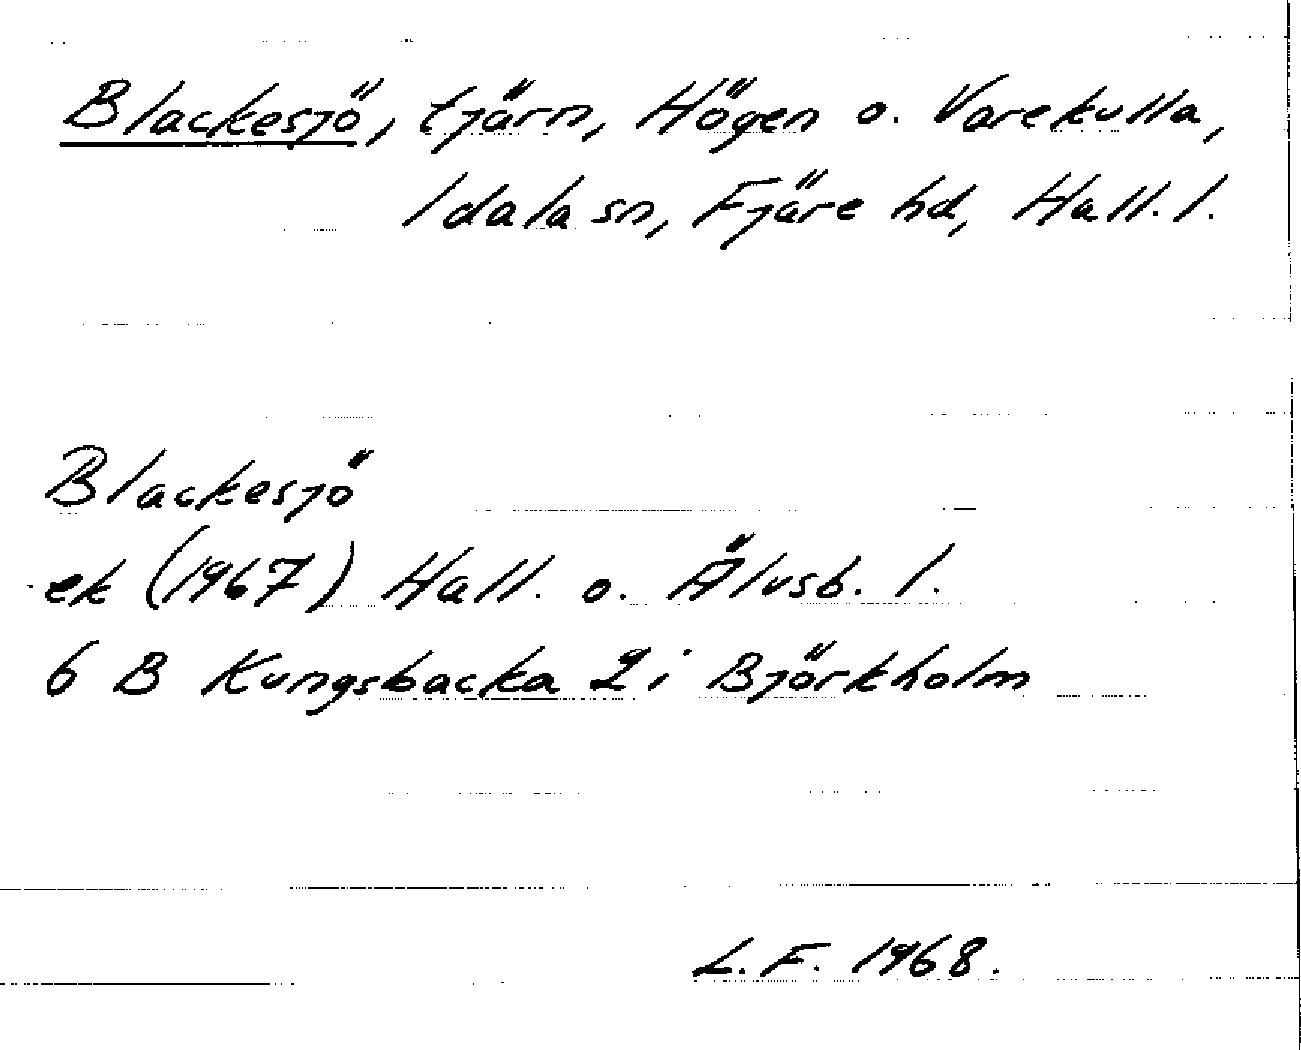 Blackesjö, tjärn, Högen o. Varekulla,
Idala sn, Fjäre hd, Hall. l.
Blackesjö
ek (1967) Hall. o. Älvsb. l.
6 B Kungsbacka 2 i Björkholm
L. F. 1968.